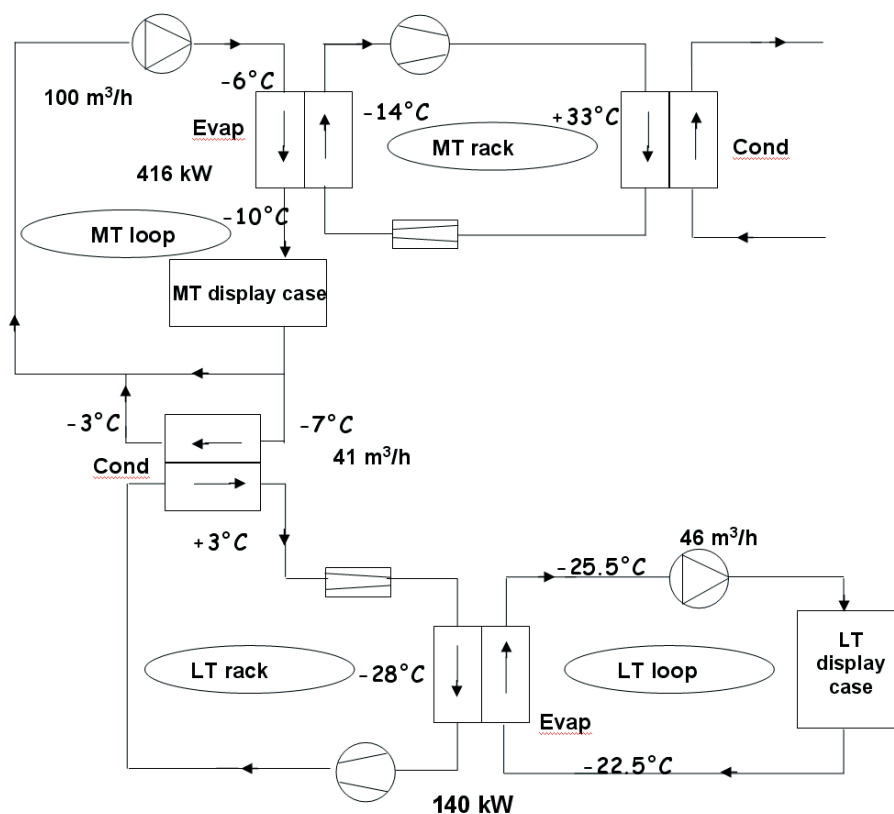 -6°C
100 m³/h
Evap
-14°C
+33°C
MT rack
Cond
416 kW
-10°C
MT loop
MT display case
-3°C
-7°C
41 m³/h
Cond
+3°C
46 m³/h
-25.5°C
LT rack
-28°C
LT loop
LT
display
case
Evap
-22.5°C
140 kW